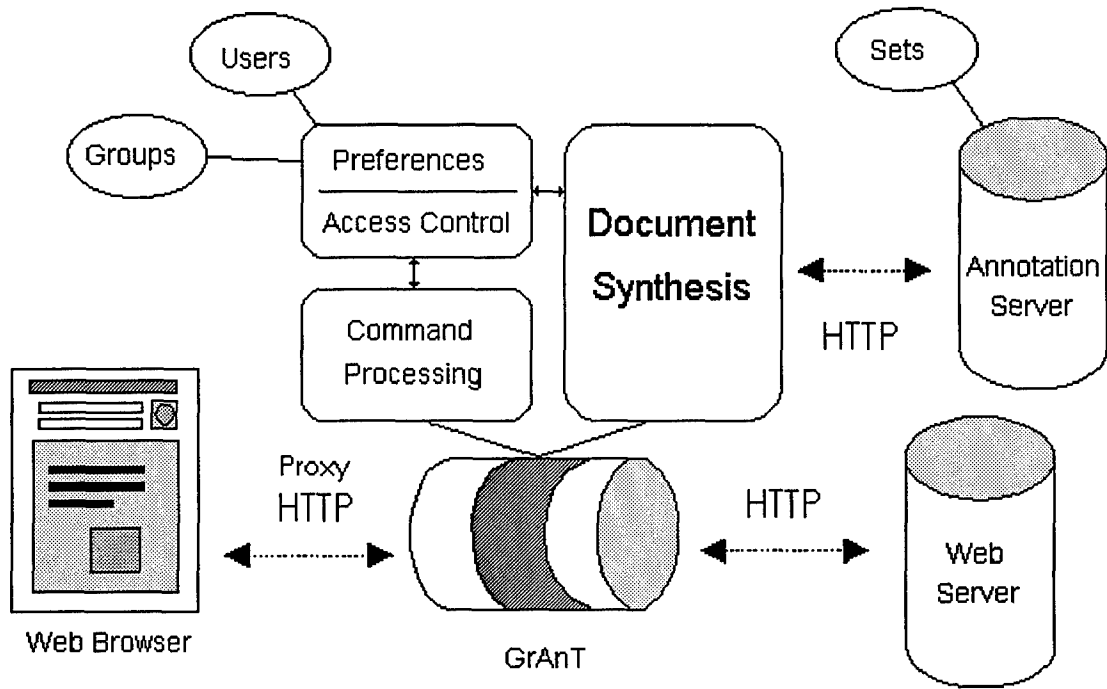 Users
Sets
Groups
Preferences
Access Control
Document
Synthesis
Annotation
Server
HTTP
Command
Processing
Proxy
HTTP
HTTP
Web
Server
Web Browser
GrAnT